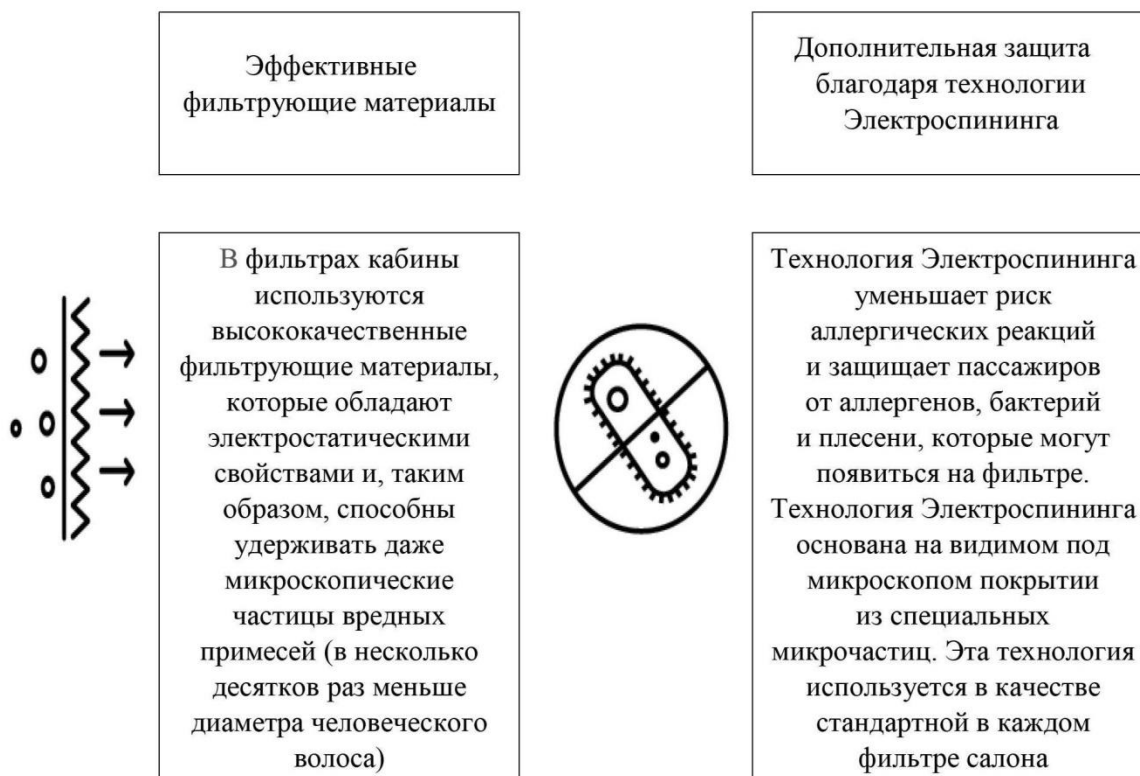 Эффективные
фильтрующие материалы
Дополнительная защита
благодаря технологии
Электроспининга
В фильтрах кабины
используются
высококачественные
фильтрующие материалы,
которые обладают
электростатическими
свойствами и, таким
образом, способны
удерживать даже
микроскопические
частицы вредных
примесей (в несколько
десятков раз меньше
диаметра человеческого
волоса)
Технология Электроспининга
уменьшает риск
аллергических реакций
и защищает пассажиров
от аллергенов, бактерий
и плесени, которые могут
появиться на фильтре.
Технология Электроспининга
основана на видимом под
микроскопом покрытии
из специальных
микрочастиц. Эта технология
используется в качестве
стандартной в каждом
фильтре салона